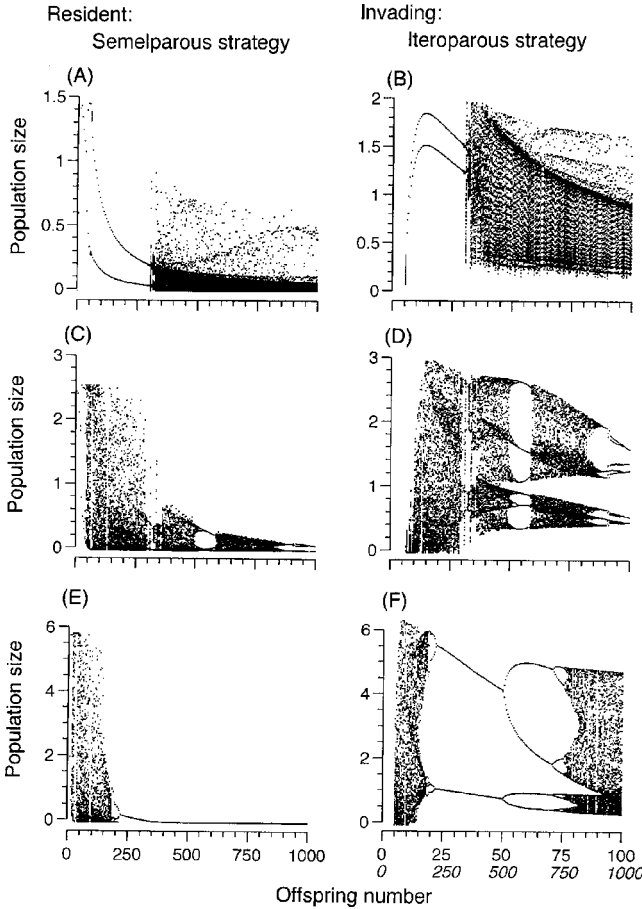 Resident:
Invading:
Semelparous strategy
Iteroparous strategy
(A)
(B)
Population size
1.5
1
0.5
0
2
1.5
1
0.5
0
(C)
(D)
Population size
3
2
1
0
3
2
1
0
(E)
(F)
Population size
6
4
2
0
6
4
2
0
0 250 500 750 1000
0 25 50 75 100
0 250 500 750 1000
Offspring number